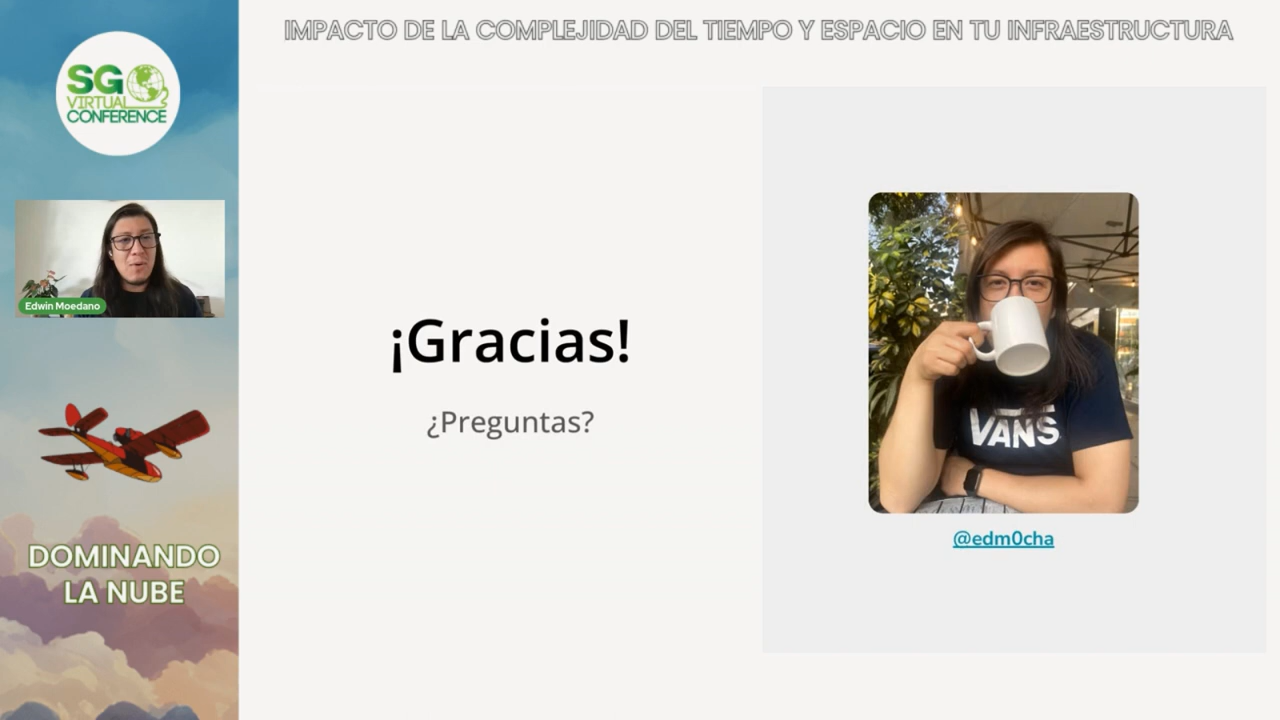 IMPACTO DE LA COMPLEJIDAD DEL TIEMPO Y ESPACIO EN TU INFRAESTRUCTURA
SG
VIRTUAL
CONFERENCE
Edwin Moedano
DOMINANDO
LA NUBE
¡Gracias!
¿Preguntas?
VANS
@edm0cha